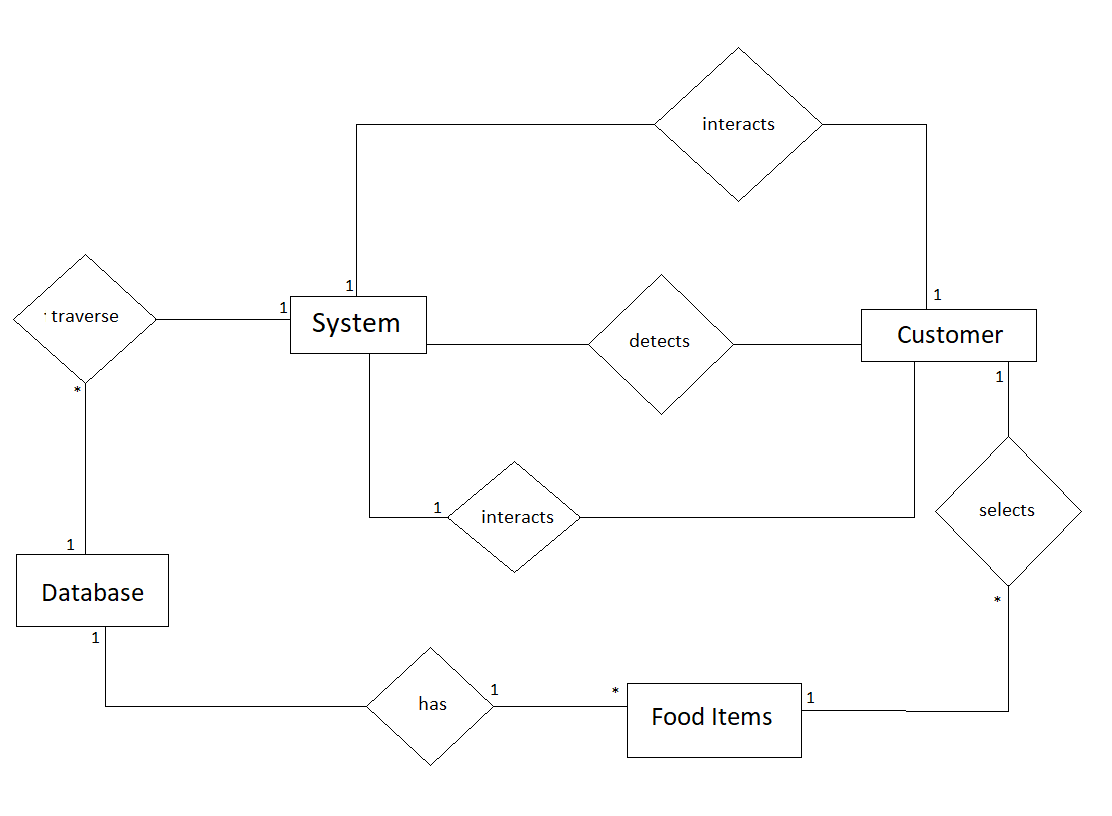 interacts
1
1
1
System
· traverse
Customer
detects
*
1
1
interacts
selects
1
Database
*
1
has
1
*
Food Items
1